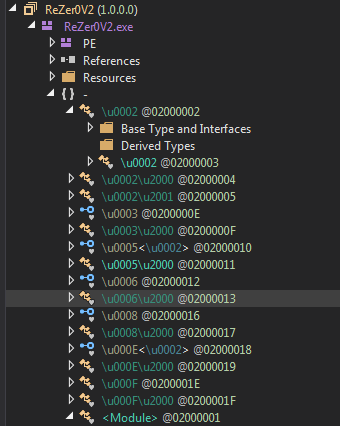 ReZer0V2 (1.0.0.0)
ReZer0V2.exe
PE
References
Resources
{ } -
\u0002 @02000002
Base Type and Interfaces
Derived Types
\u0002 @02000003
\u0002\u2000 @02000004
\u0002\u2001 @02000005
\u0003 @0200000E
\u0003\u2000 @0200000F
\u0005<\u0002> @02000010
\u0005\u2000 @02000011
\u0006 @02000012
\u0006\u2000 @02000013
\u0008 @02000016
\u0008\u2000 @02000017
\u000E<\u0002> @02000018
\u000E\u2000 @02000019
\u000F @0200001E
\u000F\u2000 @0200001F
<Module> @02000001